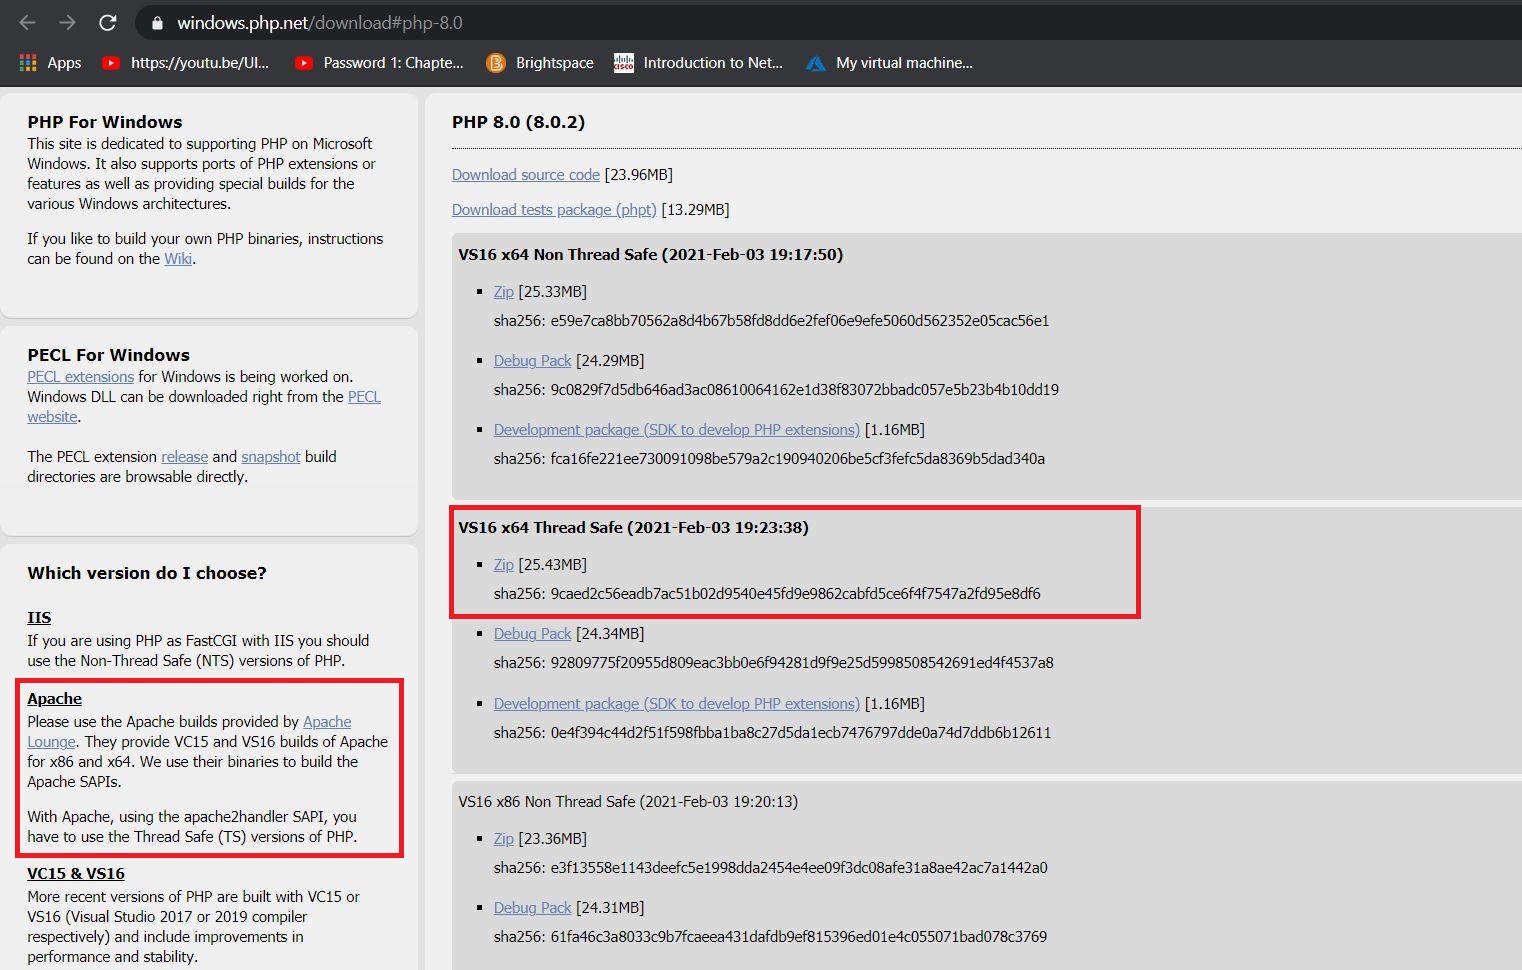 windows.php.net/download#php-8.0
Apps
https://youtu.be/UI...
Password 1: Chapte...
Brightspace
Introduction to Net...
My virtual machine...
PHP For Windows
This site is dedicated to supporting PHP on Microsoft
Windows. It also supports ports of PHP extensions or
features as well as providing special builds for the
various Windows architectures.
If you like to build your own PHP binaries, instructions
can be found on the Wiki.
PECL For Windows
PECL extensions for Windows is being worked on.
Windows DLL can be downloaded right from the PECL
website.
The PECL extension release and snapshot build
directories are browsable directly.
Which version do I choose?
IIS
If you are using PHP as FastCGI with IIS you should
use the Non-Thread Safe (NTS) versions of PHP.
Apache
Please use the Apache builds provided by Apache
Lounge. They provide VC15 and VS16 builds of Apache
for x86 and x64. We use their binaries to build the
Apache SAPIs.
With Apache, using the apache2handler SAPI, you
have to use the Thread Safe (TS) versions of PHP.
VC15 & VS16
More recent versions of PHP are built with VC15 or
VS16 (Visual Studio 2017 or 2019 compiler
respectively) and include improvements in
performance and stability.
PHP 8.0 (8.0.2)
Download source code [23.96MB]
Download tests package (phpt) [13.29MB]
VS16 x64 Non Thread Safe (2021-Feb-03 19:17:50)
Zip [25.33MB]
sha256: e59e7ca8bb70562a8d4b67b58fd8dd6e2fef06e9efe5060d562352e05cac56e1
Debug Pack [24.29MB]
sha256: 9c0829f7d5db646ad3ac08610064162e1d38f83072bbadc057e5b23b4b10dd19
Development package (SDK to develop PHP extensions) [1.16MB]
sha256: fca16fe221ee730091098be579a2c190940206be5cf3fefc5da8369b5dad340a
VS16 x64 Thread Safe (2021-Feb-03 19:23:38)
Zip [25.43MB]
sha256: 9caed2c56eadb7ac51b02d9540e45fd9e9862cabfd5ce6f4f7547a2fd95e8df6
Debug Pack [24.34MB]
sha256: 92809775f20955d809eac3bb0e6f94281d9f9e25d5998508542691ed4f4537a8
Development package (SDK to develop PHP extensions) [1.16MB]
sha256: 0e4f394c44d2f51f598fbba1ba8c27d5da1ecb7476797dde0a74d7ddb6b12611
VS16 x86 Non Thread Safe (2021-Feb-03 19:20:13)
Zip [23.36MB]
sha256: e3f13558e1143deefc5e1998dda2454e4ee09f3dc08afe31a8ae42ac7a1442a0
Debug Pack [24.31MB]
sha256: 61fa46c3a8033c9b7fcaeea431dafdb9ef815396ed01e4c055071bad078c3769